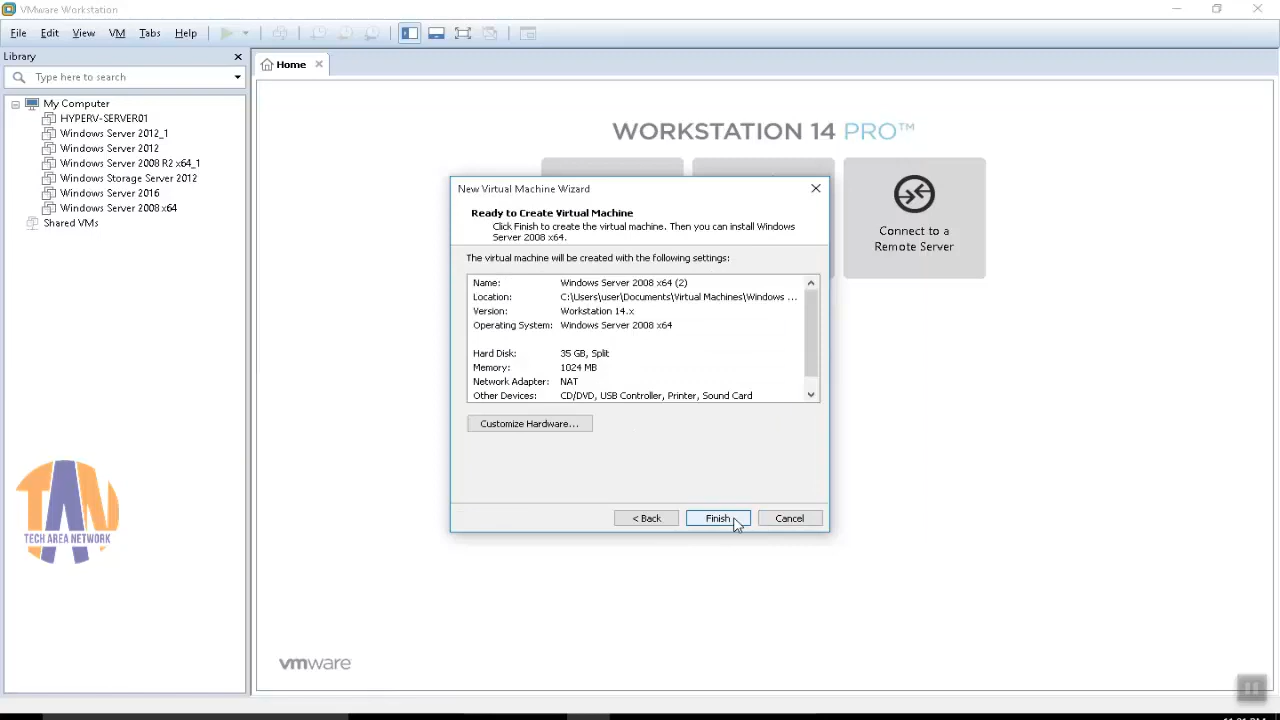 VMware Workstation
File Edit View VM Tabs Help
Library
Type here to search
My Computer
HYPERV-SERVER01
Windows Server 2012_1
Windows Server 2012
Windows Server 2008 R2 x64_1
Windows Storage Server 2012
Windows Server 2016
Windows Server 2008 x64
Shared VMs
TAN
TECH AREA NETWORK
Home
WORKSTATION 14 PRO™
Connect to a
Remote Server
New Virtual Machine Wizard
Ready to Create Virtual Machine
Click Finish to create the virtual machine. Then you can install Windows
Server 2008 x64.
The virtual machine will be created with the following settings:
Name: Windows Server 2008 x64 (2)
Location: C:\Users\user\Documents\Virtual Machines\Windows ...
Version: Workstation 14.x
Operating System: Windows Server 2008 x64
Hard Disk: 35 GB, Split
Memory: 1024 MB
Network Adapter: NAT
Other Devices: CD/DVD, USB Controller, Printer, Sound Card
Customize Hardware...
< Back Finish Cancel
vmware